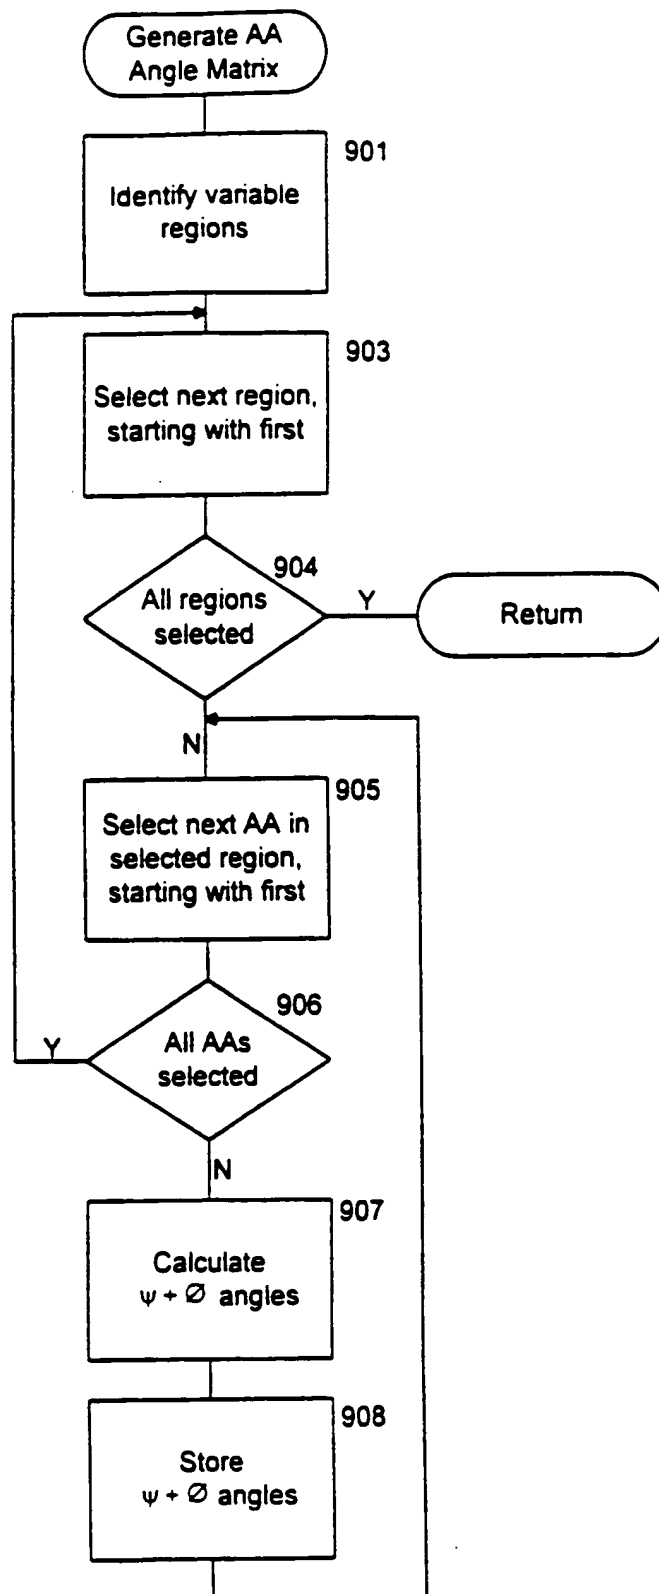 Generate AA
Angle Matrix
901
Identify variable
regions
903
Select next region,
starting with first
904
All regions
selected
Y
Return
N
905
Select next AA in
selected region,
starting with first
906
All AAs
selected
Y
N
907
Calculate
ψ + Ø angles
908
Store
ψ + Ø angles